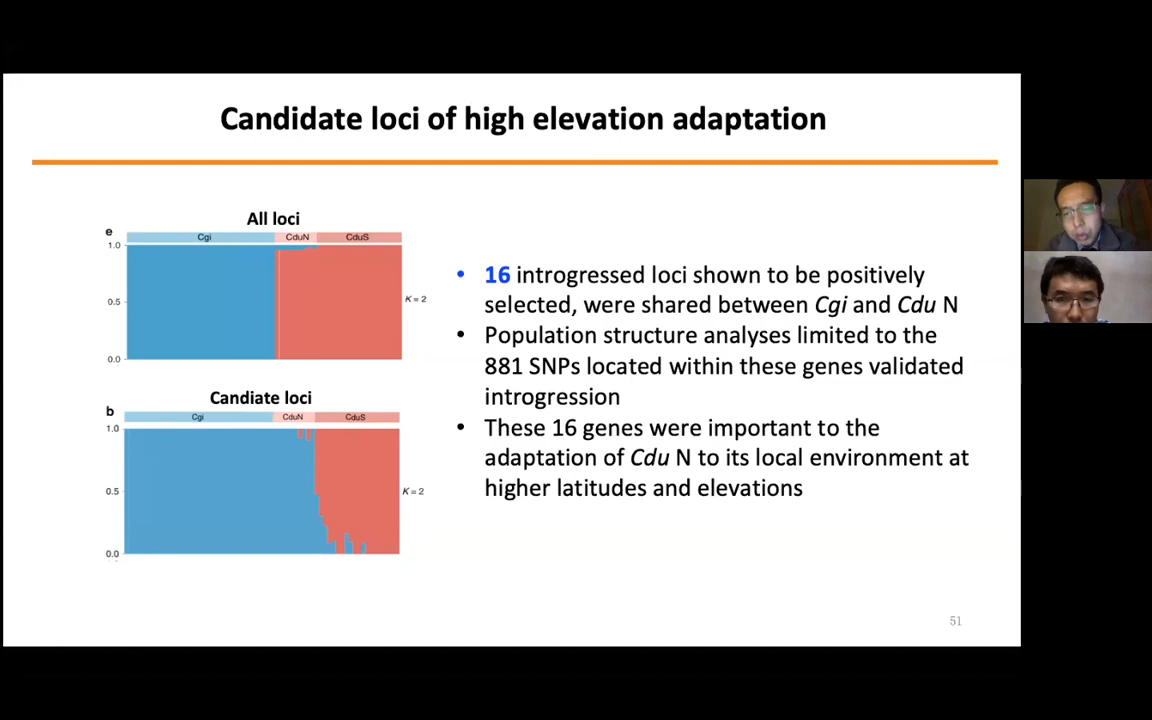 Candidate loci of high elevation adaptation
All loci
e
Cgi CduN CduS
1.0
0.5
0.0
K = 2
Candiate loci
b
Cgi CduN CduS
1.0
0.5
0.0
K = 2
• 16 introgressed loci shown to be positively
selected, were shared between Cgi and Cdu N
• Population structure analyses limited to the
881 SNPs located within these genes validated
introgression
• These 16 genes were important to the
adaptation of Cdu N to its local environment at
higher latitudes and elevations
51